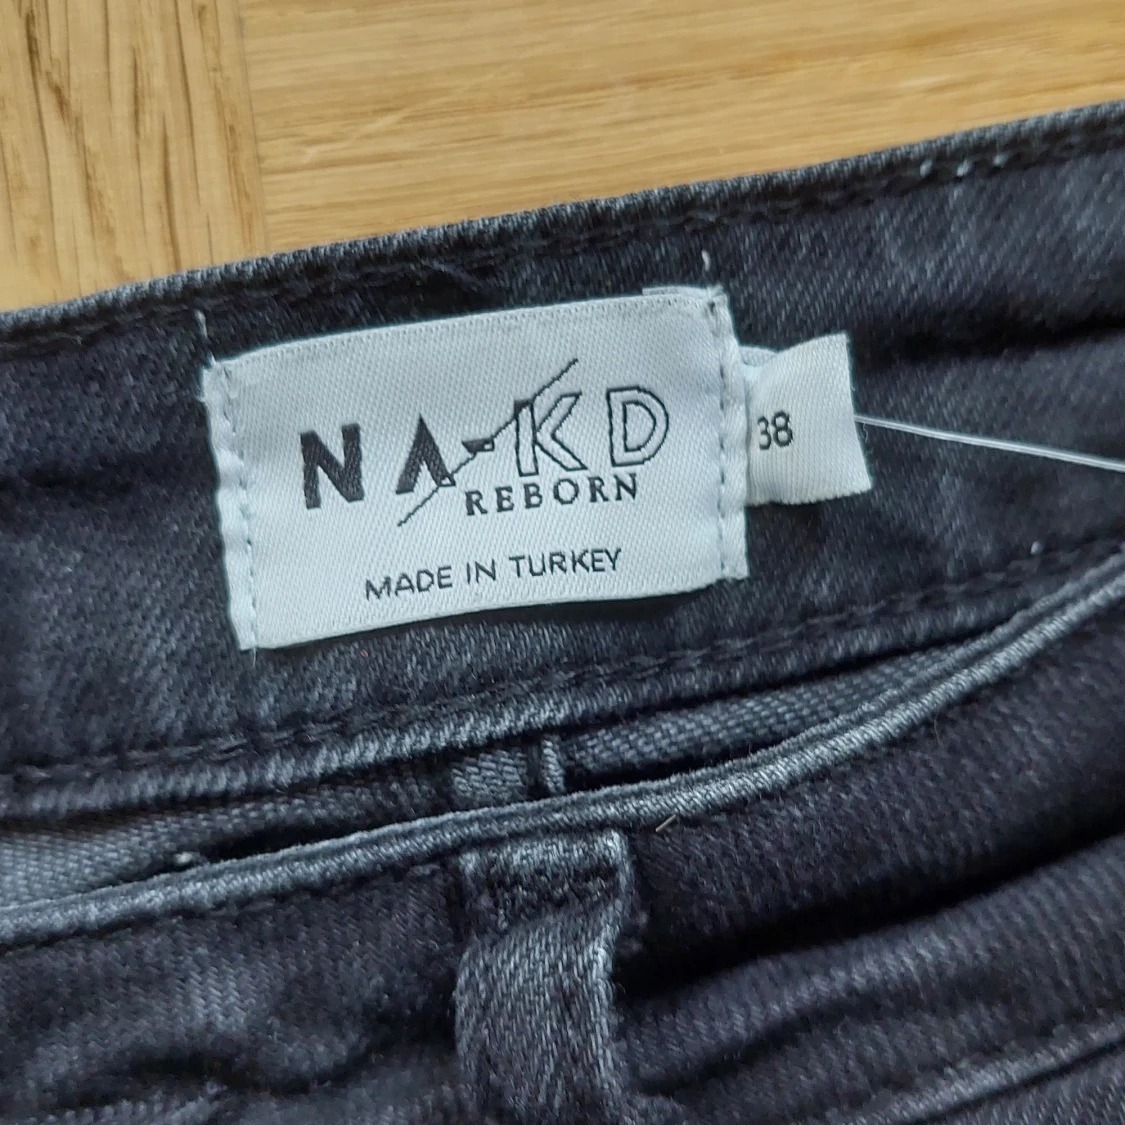 NA-KD
REBORN
MADE IN TURKEY
38